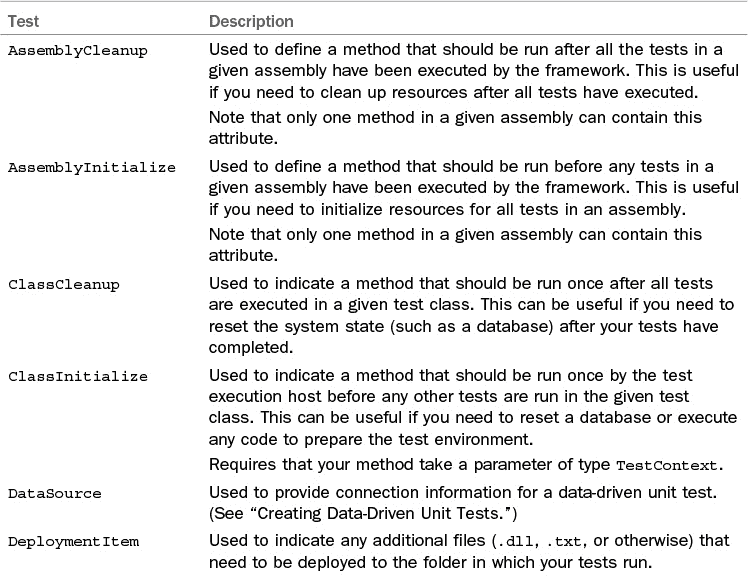 Test Description
AssemblyCleanup Used to define a method that should be run after all the tests in a
given assembly have been executed by the framework. This is useful
if you need to clean up resources after all tests have executed.
Note that only one method in a given assembly can contain this
attribute.
AssemblyInitialize Used to define a method that should be run before any tests in a
given assembly have been executed by the framework. This is useful
if you need to initialize resources for all tests in an assembly.
Note that only one method in a given assembly can contain this
attribute.
ClassCleanup Used to indicate a method that should be run once after all tests
are executed in a given test class. This can be useful if you need to
reset the system state (such as a database) after your tests have
completed.
ClassInitialize Used to indicate a method that should be run once by the test
execution host before any other tests are run in the given test
class. This can be useful if you need to reset a database or execute
any code to prepare the test environment.
Requires that your method take a parameter of type TestContext.
DataSource Used to provide connection information for a data-driven unit test.
(See “Creating Data-Driven Unit Tests.”)
DeploymentItem Used to indicate any additional files (.dll, .txt, or otherwise) that
need to be deployed to the folder in which your tests run.